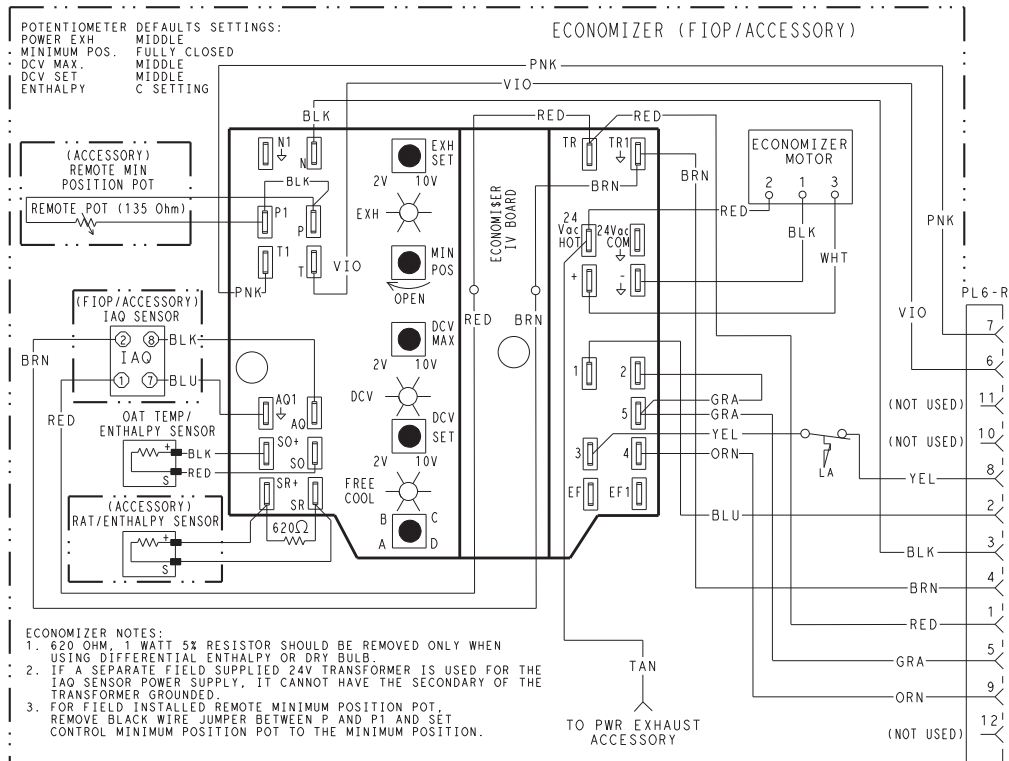 POTENTIOMETER DEFAULTS SETTINGS:
POWER EXH MIDDLE
MINIMUM POS. FULLY CLOSED
DCV MAX. MIDDLE
DCV SET MIDDLE
ENTHALPY C SETTING
ECONOMIZER (FIOP/ACCESSORY)
PNK
VIO
BLK
RED
RED
(ACCESSORY)
REMOTE MIN
POSITION POT
REMOTE POT (135 Ohm)
N1
N
BLK
P1
P
T1
T
VIO
PNK
EXH
SET
2V 10V
EXH
MIN
POS
OPEN
DCV
MAX
2V 10V
DCV
DCV
SET
2V 10V
FREE
COOL
B C
A D
ECONOMI$ER
IV BOARD
RED
BRN
TR
TR1
BRN
BRN
24
Vac
HOT
24Vac
COM
+
-
1
2
5
3
4
EF
EF1
ECONOMIZER
MOTOR
2 1 3
RED
BLK
WHT
PNK
VIO
PL6-R
7
6
(NOT USED) 11
(NOT USED) 10
YEL 8
2
BLK 3
BRN 4
RED 1
GRA 5
ORN 9
(NOT USED) 12
GRA
GRA
YEL
ORN
LA
BLU
(FIOP/ACCESSORY)
IAQ SENSOR
2 8
IAQ
1 7
BLK
BLU
BRN
RED
AQ1
AQ
OAT TEMP/
ENTHALPY SENSOR
+
S
BLK
RED
SO+
SO
SR+
SR
620Ω
(ACCESSORY)
RAT/ENTHALPY SENSOR
+
S
TAN
TO PWR EXHAUST
ACCESSORY
ECONOMIZER NOTES:
1. 620 OHM, 1 WATT 5% RESISTOR SHOULD BE REMOVED ONLY WHEN
USING DIFFERENTIAL ENTHALPY OR DRY BULB.
2. IF A SEPARATE FIELD SUPPLIED 24V TRANSFORMER IS USED FOR THE
IAQ SENSOR POWER SUPPLY, IT CANNOT HAVE THE SECONDARY OF THE
TRANSFORMER GROUNDED.
3. FOR FIELD INSTALLED REMOTE MINIMUM POSITION POT,
REMOVE BLACK WIRE JUMPER BETWEEN P AND P1 AND SET
CONTROL MINIMUM POSITION POT TO THE MINIMUM POSITION.